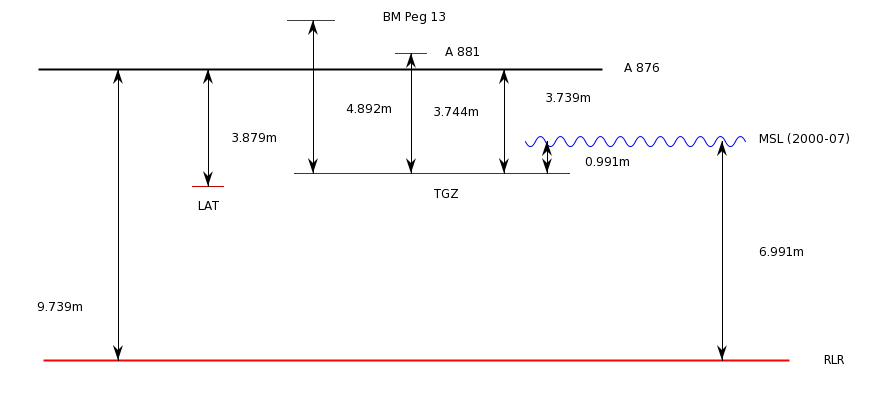 BM Peg 13
A 881
A 876
3.739m
4.892m
3.744m
3.879m
MSL (2000-07)
0.991m
TGZ
LAT
6.991m
9.739m
RLR